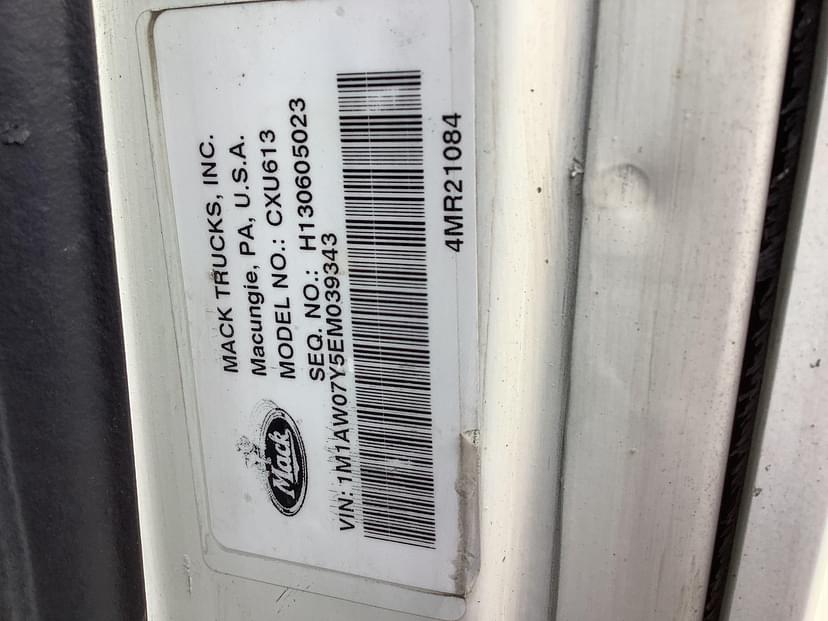 MACK TRUCKS, INC.
Macungie, PA, U.S.A.
MODEL NO.: CXU613
SEQ. NO.: H130605023
Mack
VIN: 1M1AW07Y5EM039343
4MR21084